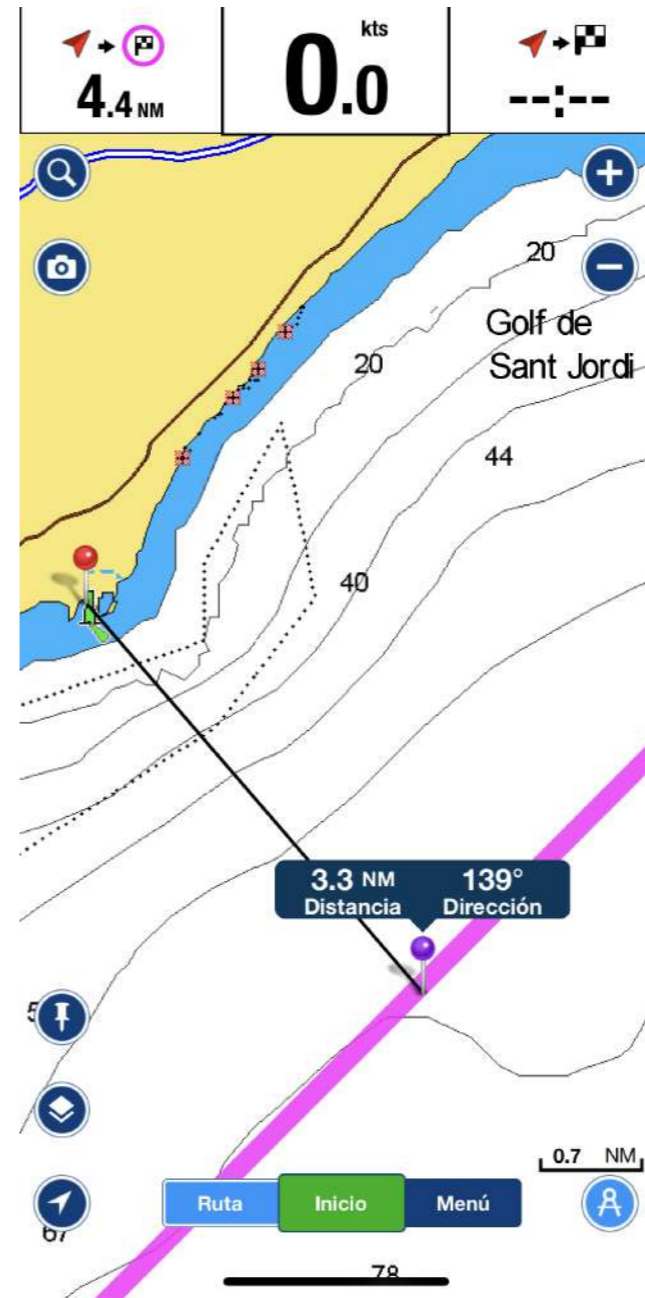 kts
4.4 NM
0.0
--:--
20
Golf de
Sant Jordi
20
44
40
3.3 NM 139°
Distancia Dirección
5
0.7 NM
Ruta Inicio Menú
67
78